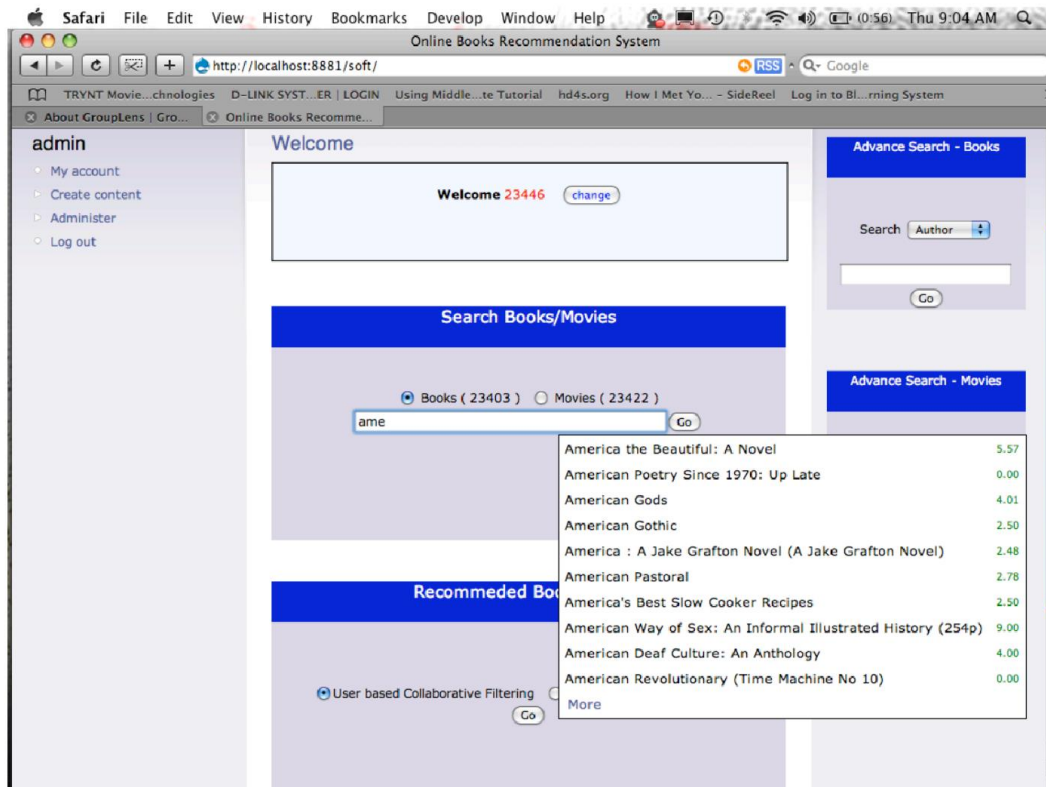 Safari File Edit View History Bookmarks Develop Window Help (0:56) Thu 9:04 AM
Online Books Recommendation System
http://localhost:8881/soft/ RSS Google
TRYNT Movie...chnologies D-LINK SYST...ER | LOGIN Using Middle...te Tutorial hd4s.org How I Met Yo... - SideReel Log in to Bl...rning System
About GroupLens | Gro... Online Books Recomme...
admin
My account
Create content
Administer
Log out
Welcome
Welcome 23446 change
Search Books/Movies
Books ( 23403 ) Movies ( 23422 )
ame Go
America the Beautiful: A Novel 5.57
American Poetry Since 1970: Up Late 0.00
American Gods 4.01
American Gothic 2.50
America : A Jake Grafton Novel (A Jake Grafton Novel) 2.48
American Pastoral 2.78
America's Best Slow Cooker Recipes 2.50
American Way of Sex: An Informal Illustrated History (254p) 9.00
American Deaf Culture: An Anthology 4.00
American Revolutionary (Time Machine No 10) 0.00
More
Recommeded Boo
User based Collaborative Filtering
Go
Advance Search - Books
Search Author
Go
Advance Search - Movies